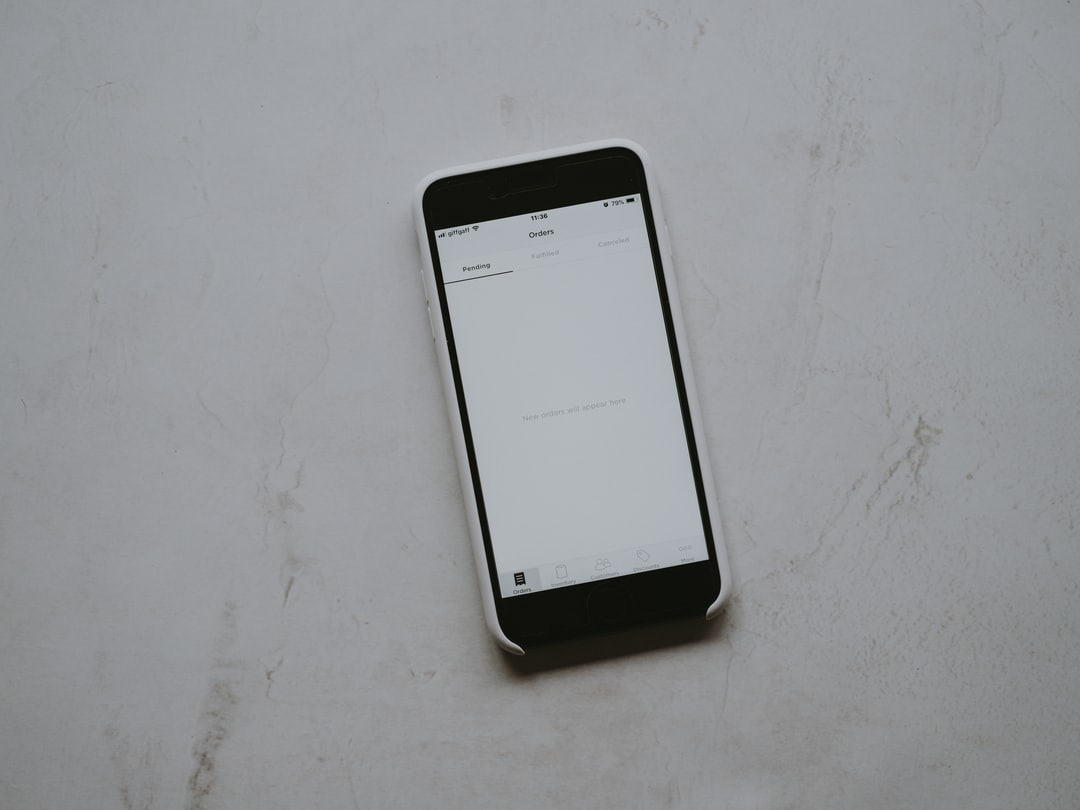 giffgaff 11:36 79%
Orders
Pending Fulfilled Canceled
New orders will appear here
Orders Inventory Customers Discounts More